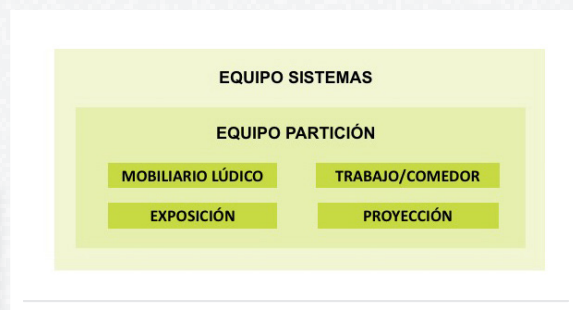 EQUIPO SISTEMAS
EQUIPO PARTICIÓN
MOBILIARIO LÚDICO
TRABAJO/COMEDOR
EXPOSICIÓN
PROYECCIÓN